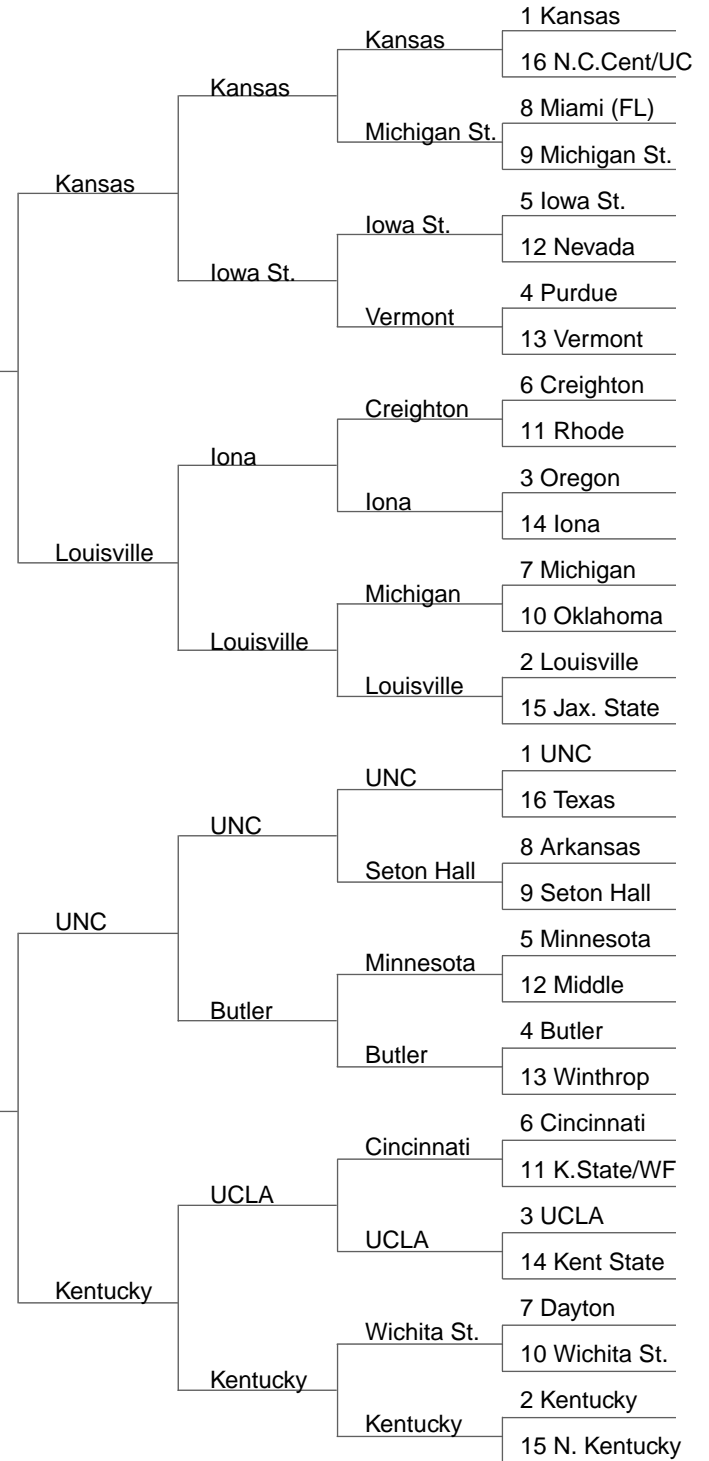 1 Kansas
Kansas
16 N.C.Cent/UC
Kansas
8 Miami (FL)
Michigan St.
9 Michigan St.
Kansas
5 Iowa St.
Iowa St.
12 Nevada
Iowa St.
4 Purdue
Vermont
13 Vermont
6 Creighton
Creighton
11 Rhode
Iona
3 Oregon
Iona
14 Iona
Louisville
7 Michigan
Michigan
10 Oklahoma
Louisville
2 Louisville
Louisville
15 Jax. State
1 UNC
UNC
16 Texas
UNC
8 Arkansas
Seton Hall
9 Seton Hall
UNC
5 Minnesota
Minnesota
12 Middle
Butler
4 Butler
Butler
13 Winthrop
6 Cincinnati
Cincinnati
11 K.State/WF
UCLA
3 UCLA
UCLA
14 Kent State
Kentucky
7 Dayton
Wichita St.
10 Wichita St.
Kentucky
2 Kentucky
Kentucky
15 N. Kentucky